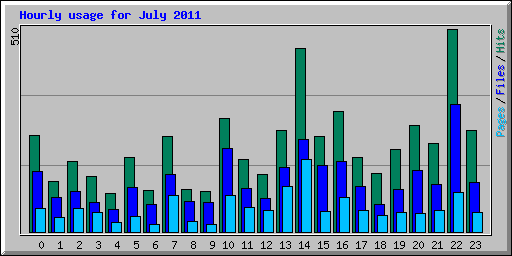 Hourly usage for July 2011
510
Pages / Files / Hits
0 1 2 3 4 5 6 7 8 9 10 11 12 13 14 15 16 17 18 19 20 21 22 23